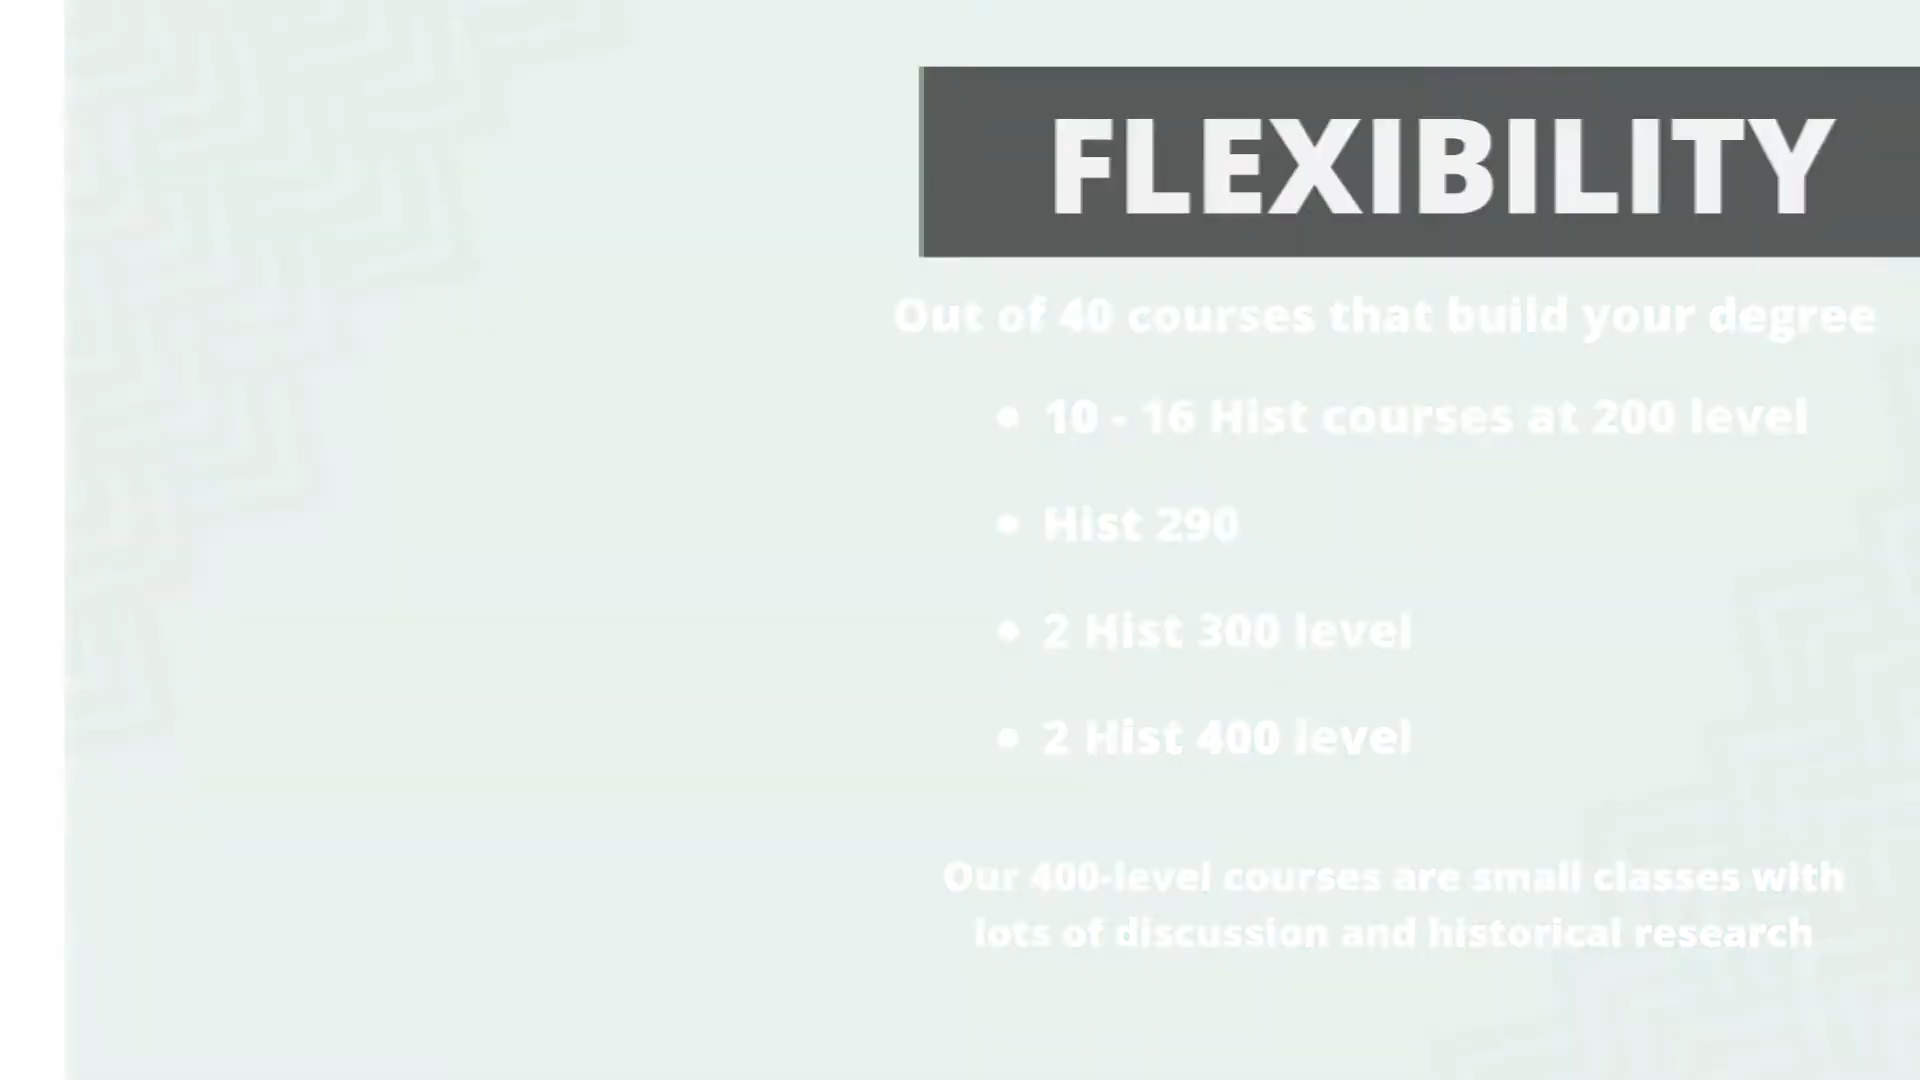 FLEXIBILITY
Out of 40 courses that build your degree
• 10 - 16 Hist courses at 200 level
• Hist 290
• 2 Hist 300 level
• 2 Hist 400 level
Our 400-level courses are small classes with
lots of discussion and historical research